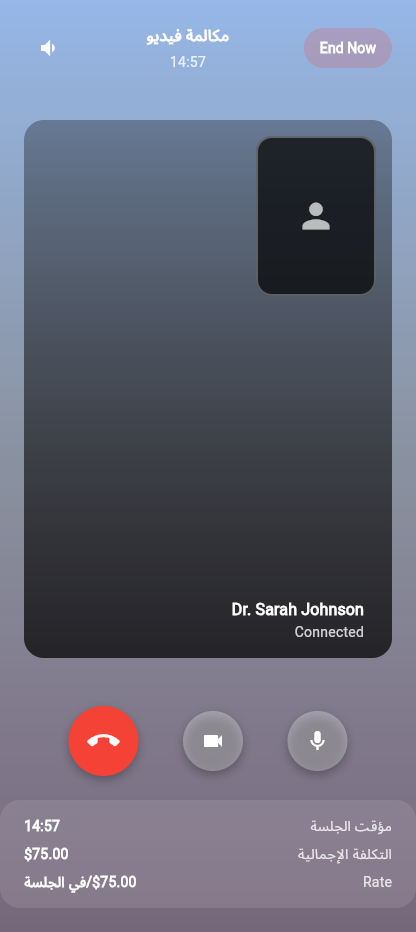 مكالمة فيديو
14:57
End Now
Dr. Sarah Johnson
Connected
مؤقت الجلسة 14:57
التكلفة الإجمالية $75.00
Rate $75.00/في الجلسة